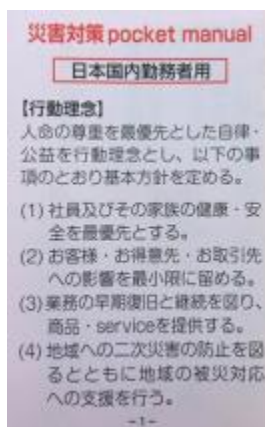 災害対策 pocket manual
日本国内勤務者用
【行動理念】
人命の尊重を最優先とした自律・
公益を行動理念とし、以下の事
項のとおり基本方針を定める。
(1) 社員及びその家族の健康・安
全を最優先とする。
(2) お客様・お得意先・お取引先
への影響を最小限に留める。
(3) 業務の早期復旧と継続を図り、
商品・serviceを提供する。
(4) 地域への二次災害の防止を図
るとともに地域の被災対応
への支援を行う。
-1-